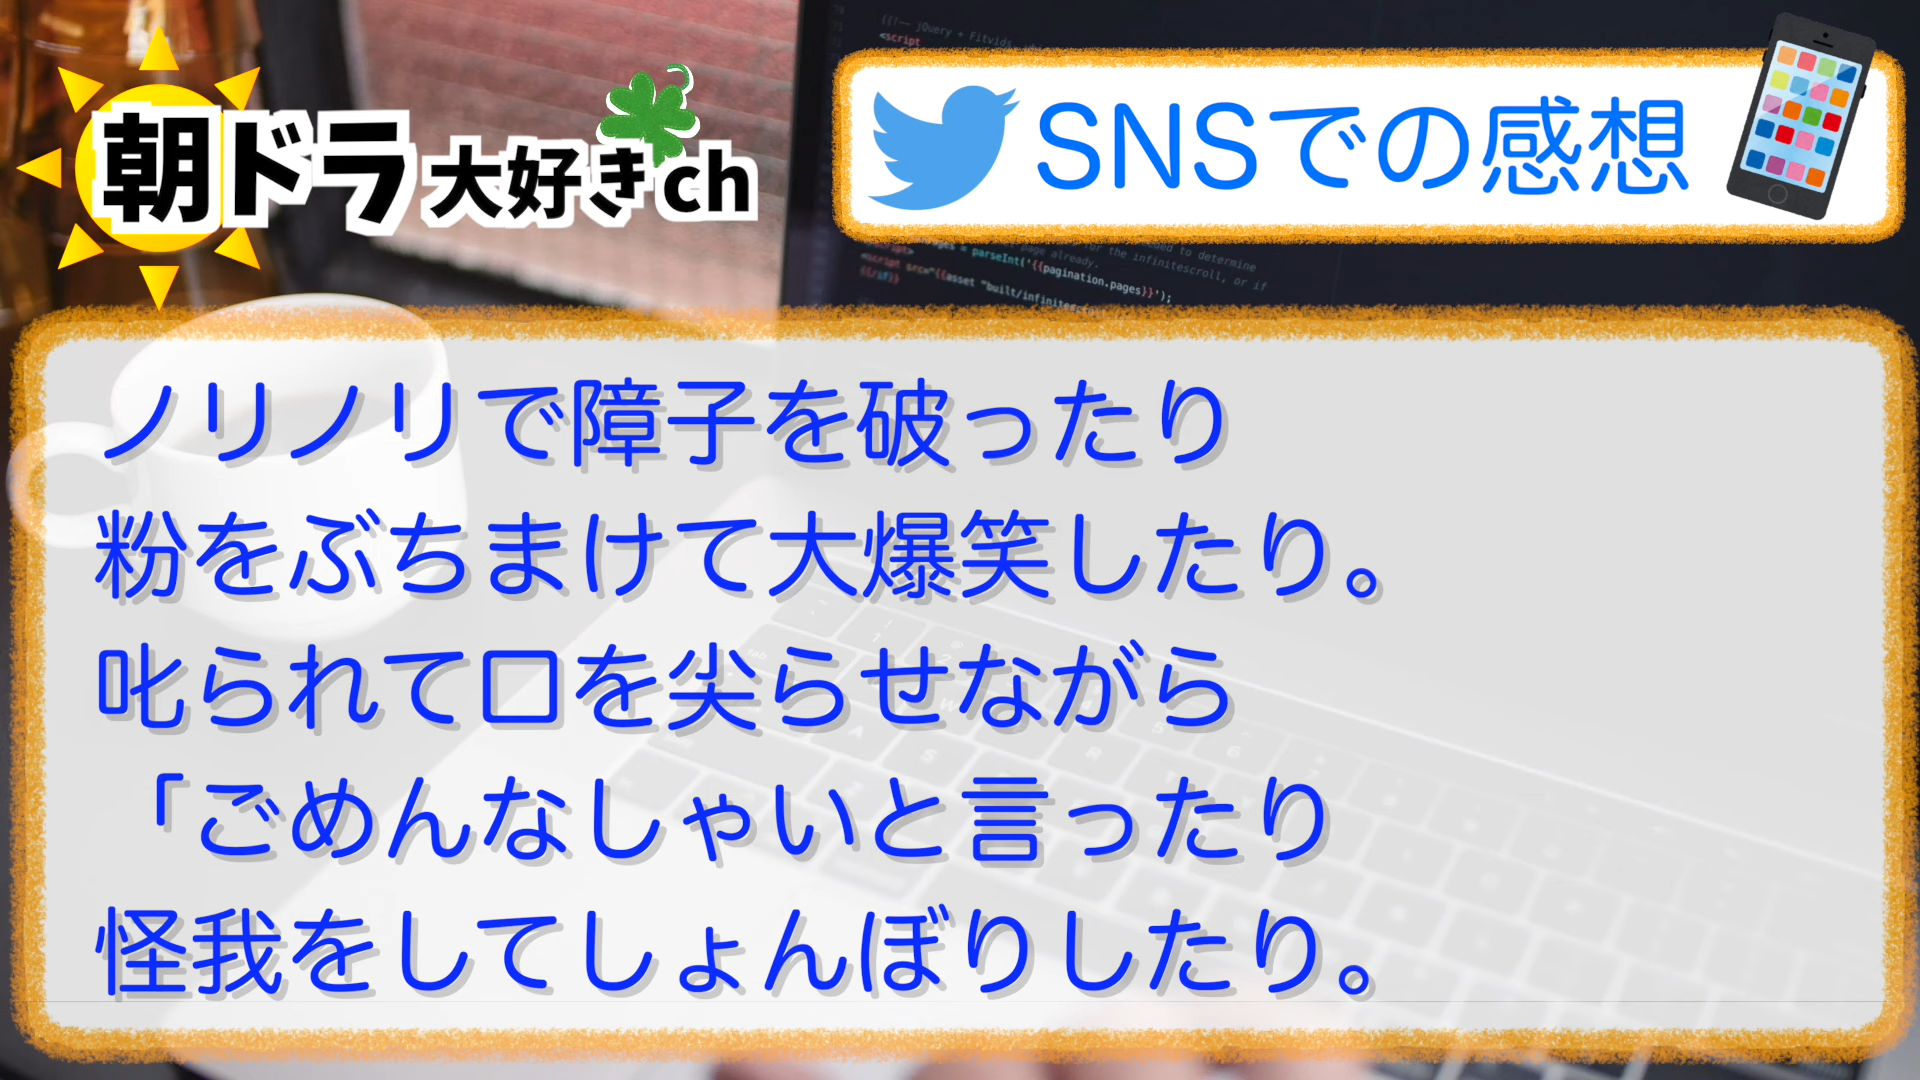 朝ドラ大好きch
SNSでの感想
ノリノリで障子を破ったり
粉をぶちまけて大爆笑したり。
叱られて口を尖らせながら
「ごめんなしゃいと言ったり
怪我をしてしょんぼりしたり。